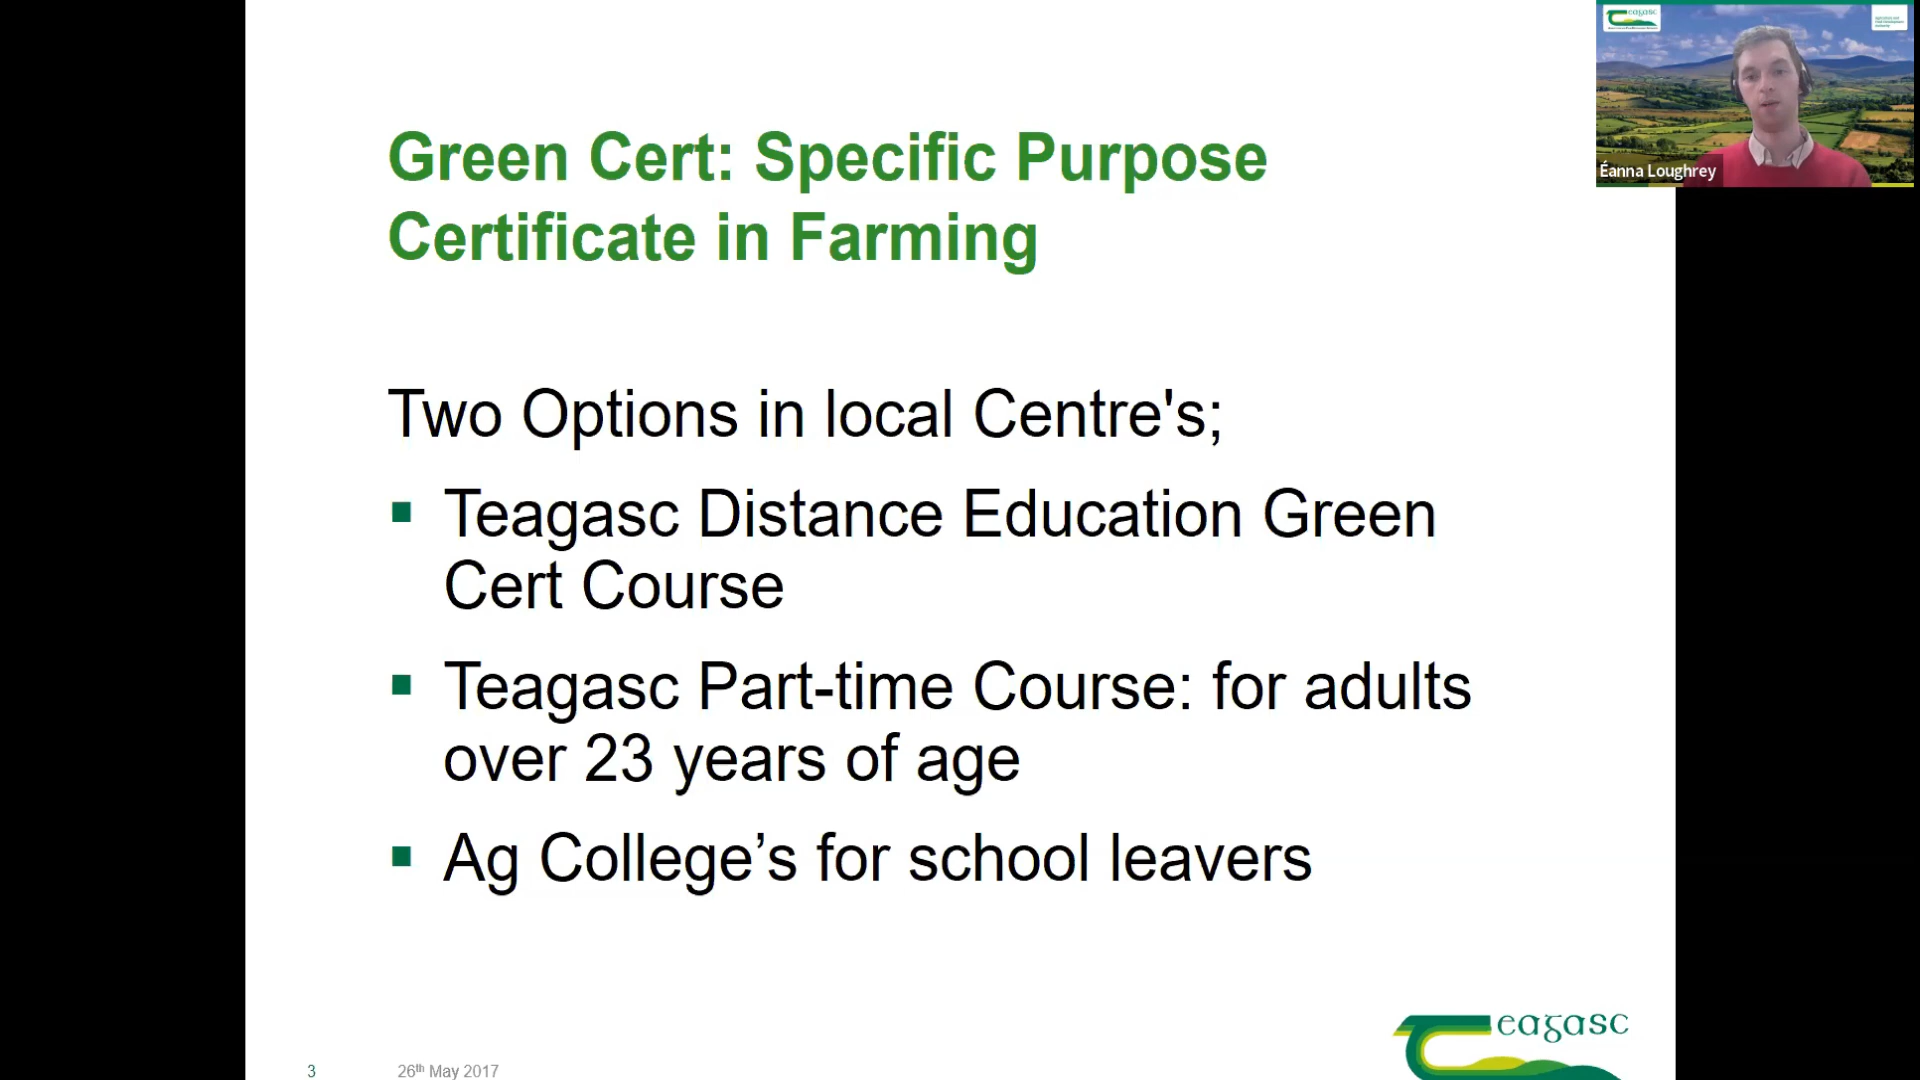 Green Cert: Specific Purpose
Certificate in Farming
Two Options in local Centre's;
Teagasc Distance Education Green
Cert Course
Teagasc Part-time Course: for adults
over 23 years of age
Ag College’s for school leavers
3
26th May 2017
Teagasc
Teagasc
Éanna Loughrey